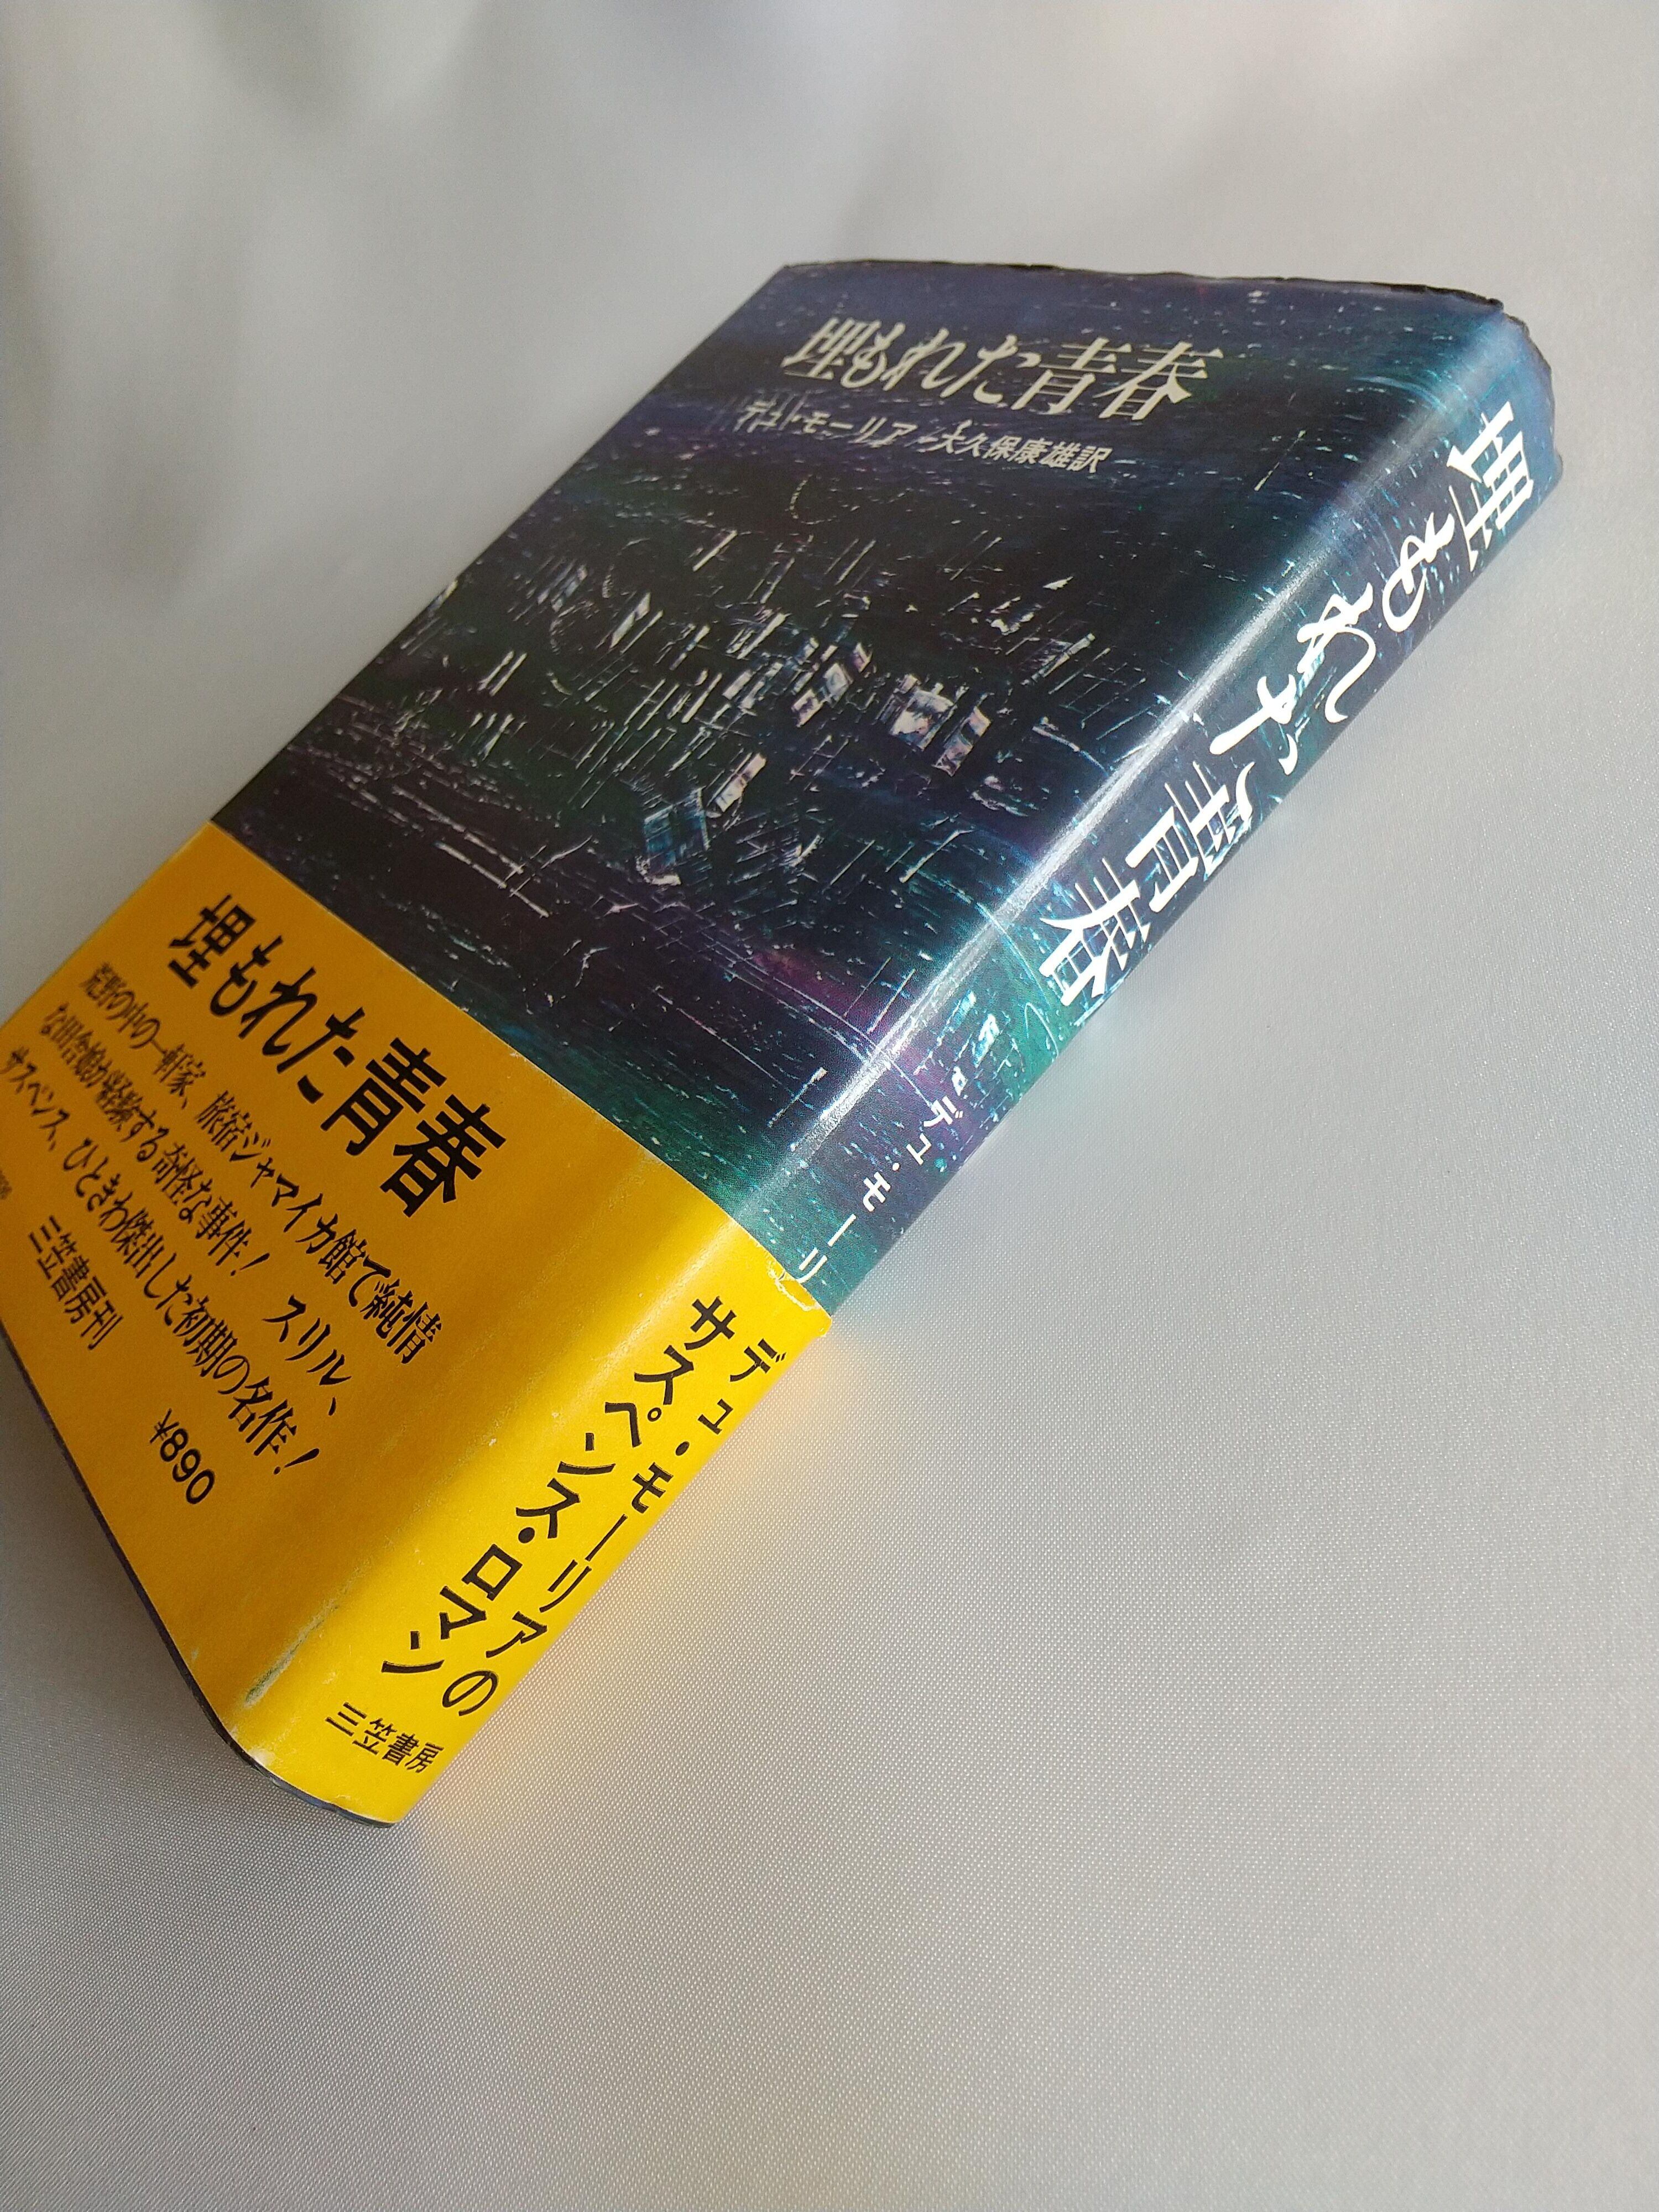 埋もれた青春
デュ・モーリア 大久保康雄訳
埋もれた青春
デュ・モーリ
埋もれた青春
荒野の中の一軒家、旅宿ジャマイカ館で純情
な田舎娘が経験する奇怪な事件！ スリル、
サスペンス、ひときわ傑出した初期の名作！
三笠書房刊
¥890
デュ・モーリアの
サスペンス・ロマン
三笠書房